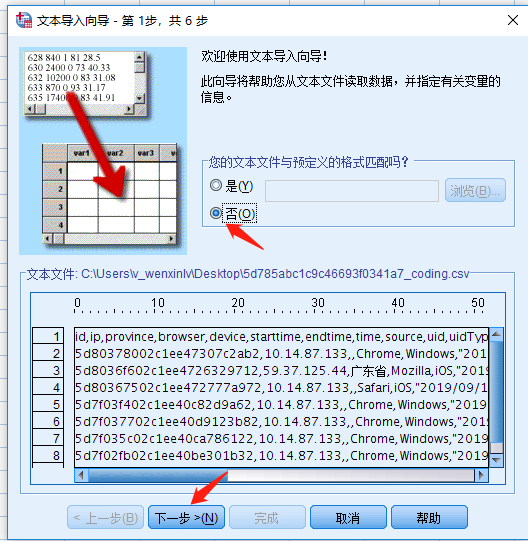 文本导入向导 - 第 1步，共 6 步
628 840 1 81 28.5
630 2400 0 73 40.33
632 10200 0 83 31.08
633 870 0 93 31.17
635 1740 0 83 41.91
var1 var2 var3 var
1
2
3
4
欢迎使用文本导入向导!
此向导将帮助您从文本文件读取数据，并指定有关变量的
信息。
您的文本文件与预定义的格式匹配吗?
是(Y)
浏览(B)...
否(O)
文本文件: C:\Users\v_wenxinlv\Desktop\5d785abc1c9c46693f0341a7_coding.csv
0 10 20 30 40 50
1 id,ip,province,browser,device,starttime,endtime,time,source,uid,uidTyp
2 5d80378002c1ee47307c2ab2,10.14.87.133,,Chrome,Windows,"201
3 5d8036f602c1ee4726329712,59.37.125.44,广东省,Mozilla,iOS,"2019
4 5d80367502c1ee472777a972,10.14.87.133,,Safari,iOS,"2019/09/1
5 5d7f03f402c1ee40c82d9a62,10.14.87.133,,Chrome,Windows,"2019
6 5d7f037702c1ee40d9123b82,10.14.87.133,,Chrome,Windows,"2019
7 5d7f035c02c1ee40ca786122,10.14.87.133,,Chrome,Windows,"2019
8 5d7f02fb02c1ee40be301b32,10.14.87.133,,Chrome,Windows,"2019
< 上一步(B)
下一步 >(N)
完成
取消
帮助